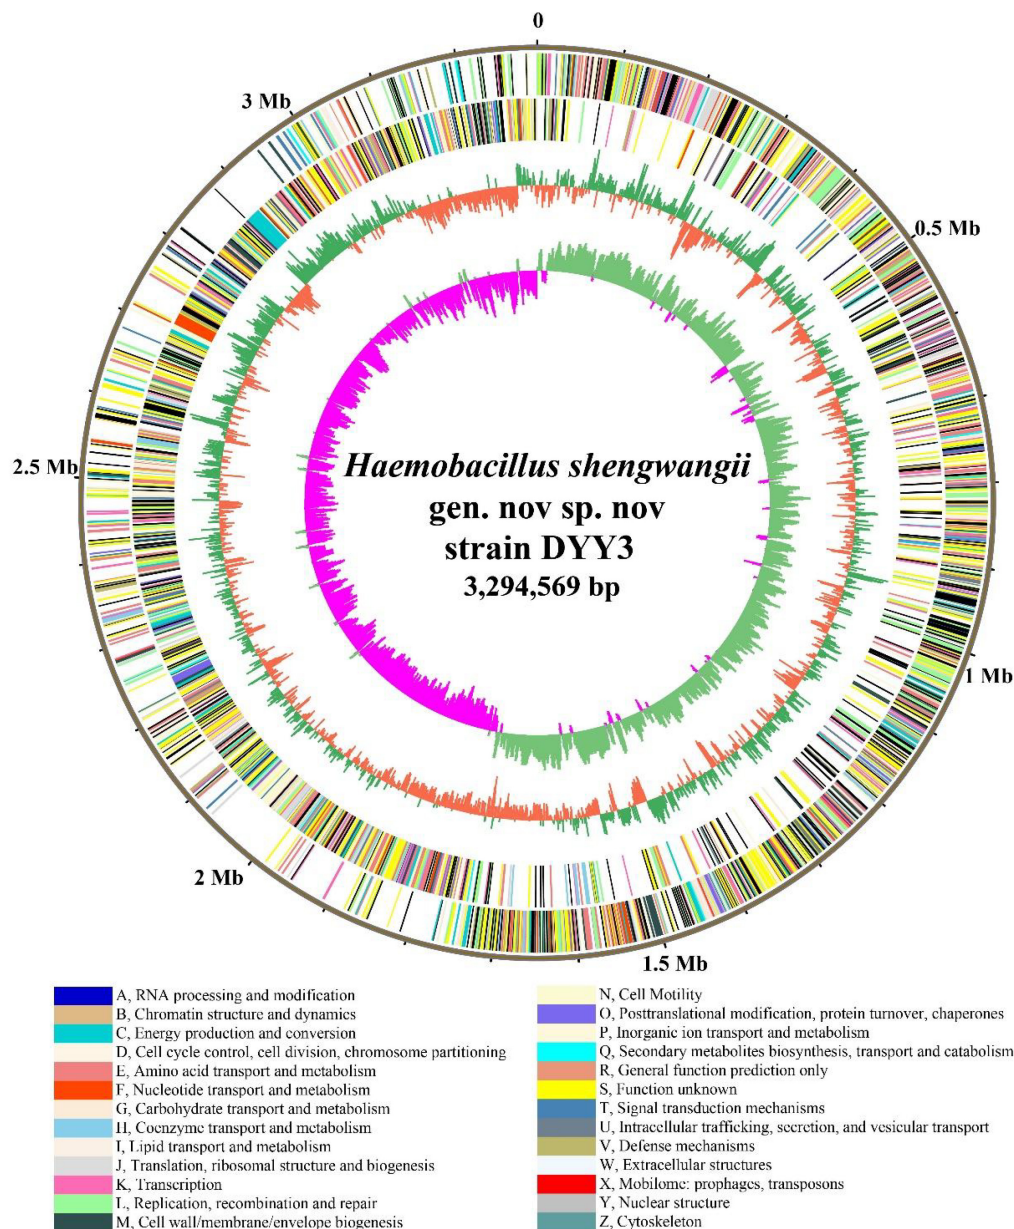 0
3 Mb
0.5 Mb
2.5 Mb
Haemobacillus shengwangii
gen. nov sp. nov
strain DYY3
3,294,569 bp
1 Mb
2 Mb
1.5 Mb
A, RNA processing and modification
B, Chromatin structure and dynamics
C, Energy production and conversion
D, Cell cycle control, cell division, chromosome partitioning
E, Amino acid transport and metabolism
F, Nucleotide transport and metabolism
G, Carbohydrate transport and metabolism
H, Coenzyme transport and metabolism
I, Lipid transport and metabolism
J, Translation, ribosomal structure and biogenesis
K, Transcription
L, Replication, recombination and repair
M, Cell wall/membrane/envelope biogenesis
N, Cell Motility
O, Posttranslational modification, protein turnover, chaperones
P, Inorganic ion transport and metabolism
Q, Secondary metabolites biosynthesis, transport and catabolism
R, General function prediction only
S, Function unknown
T, Signal transduction mechanisms
U, Intracellular trafficking, secretion, and vesicular transport
V, Defense mechanisms
W, Extracellular structures
X, Mobilome: prophages, transposons
Y, Nuclear structure
Z, Cytoskeleton